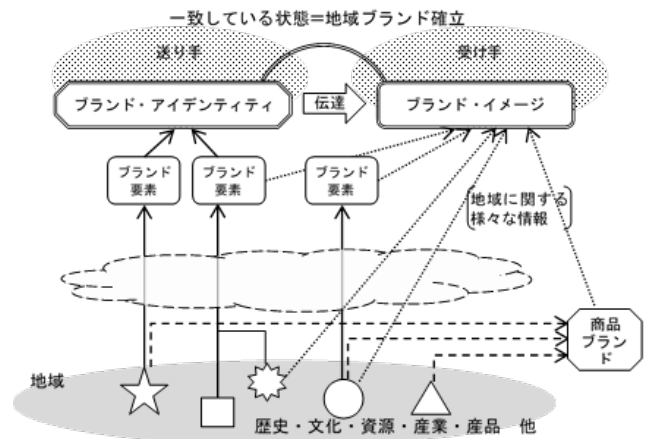 一致している状態＝地域ブランド確立
送り手
受け手
ブランド・アイデンティティ
伝達
ブランド・イメージ
ブランド
要素
ブランド
要素
ブランド
要素
地域に関する
様々な情報
商品
ブラン
ド
地域
歴史・文化・資源・産業・産品　他